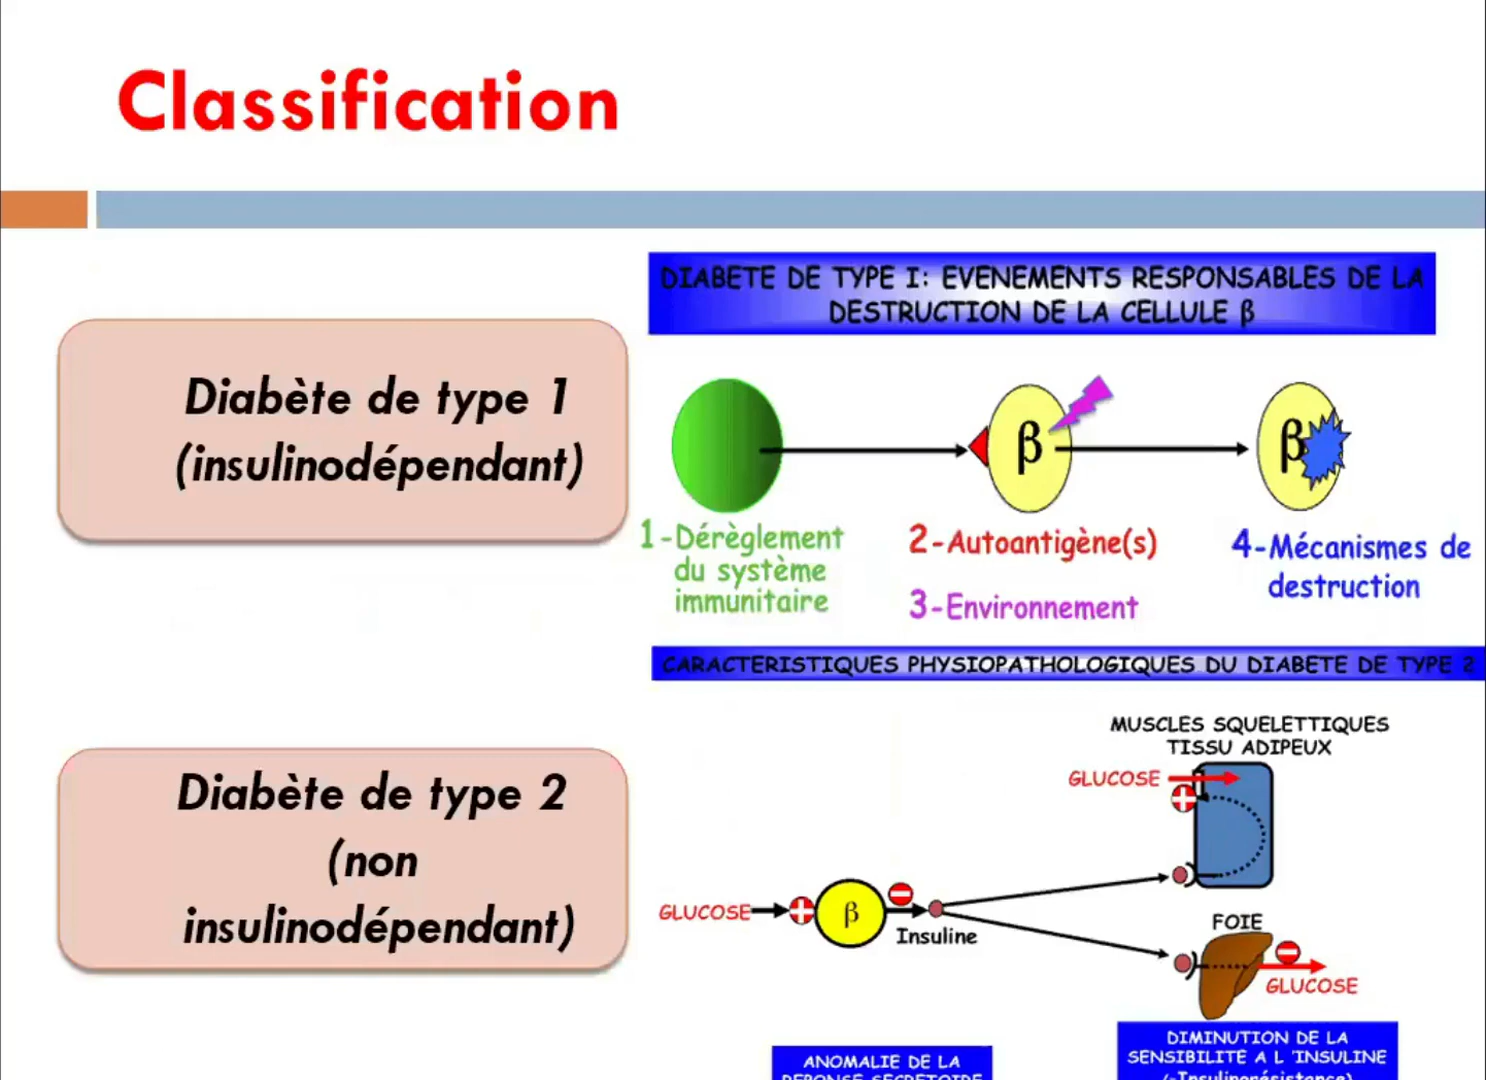 Classification
DIABETE DE TYPE I: EVENEMENTS RESPONSABLES DE LA
DESTRUCTION DE LA CELLULE β
Diabète de type 1
(insulinodépendant)
β
β
1-Dérèglement
du système
immunitaire
2-Autoantigène(s)
3-Environnement
4-Mécanismes de
destruction
CARACTERISTIQUES PHYSIOPATHOLOGIQUES DU DIABETE DE TYPE 2
Diabète de type 2
(non
insulinodépendant)
MUSCLES SQUELETTIQUES
TISSU ADIPEUX
GLUCOSE
GLUCOSE
β
Insuline
FOIE
GLUCOSE
ANOMALIE DE LA
REPONSE SECRETOIRE
DIMINUTION DE LA
SENSIBILITE A L 'INSULINE
(=Insulinorésistance)